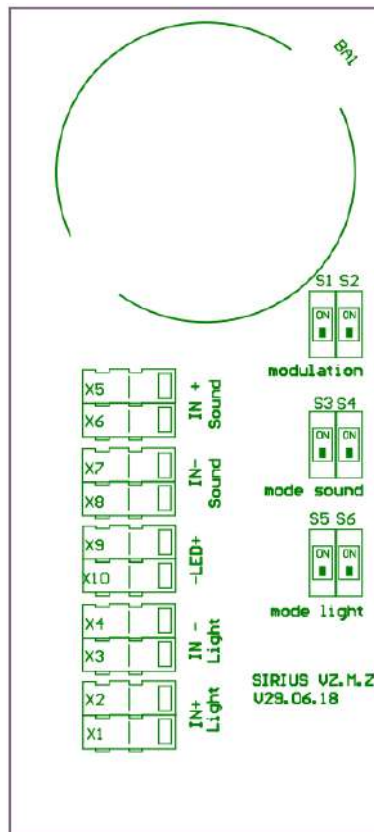 BA1
S1 S2
ON ON
modulation
X5
X6
IN +
Sound
S3 S4
ON ON
mode sound
X7
X8
IN-
Sound
X9
X10
-LED+
S5 S6
ON ON
mode light
X4
X3
IN -
Light
X2
X1
IN+
Light
SIRIUS VZ.M.Z
V29.06.18